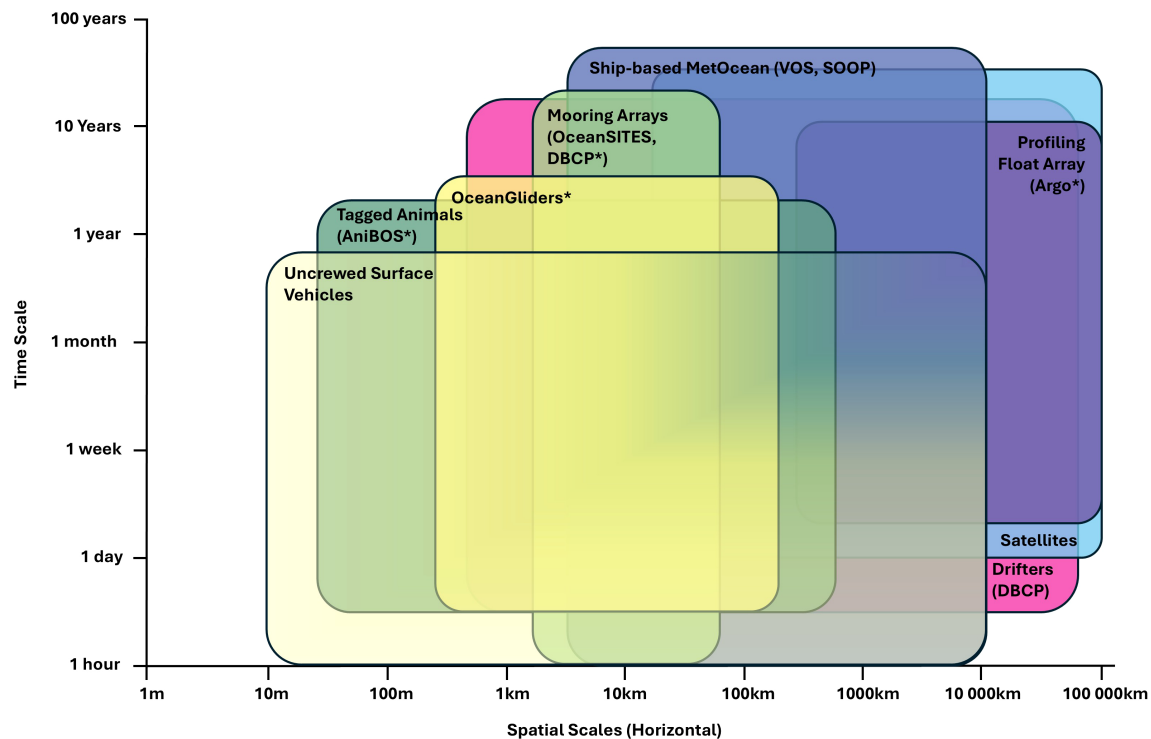 100 years
Ship-based MetOcean (VOS, SOOP)
Mooring Arrays
(OceanSITES,
DBCP*)
10 Years
Profiling
Float Array
(Argo*)
OceanGliders*
Tagged Animals
(AniBOS*)
1 year
Uncrewed Surface
Vehicles
Time Scale
1 month
1 week
Satellites
1 day
Drifters
(DBCP)
1 hour
1m
10m
100m
1km
10km
100km
1000km
10 000km
100 000km
Spatial Scales (Horizontal)